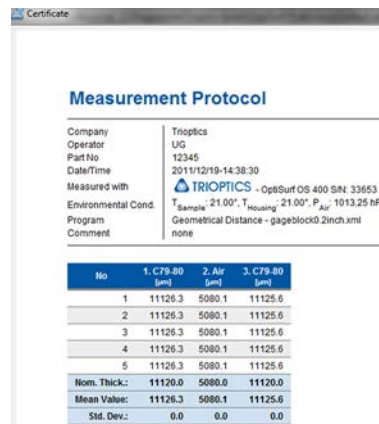 Certificate
Measurement Protocol
Company Trioptics
Operator UG
Part No 12345
Date/Time 2011/12/19-14:38:30
Measured with TRIOPTICS - OptiSurf OS 400 S/N: 33653
Environmental Cond. TSample: 21.00°, THousing: 21.00°, PAir: 1013.25 hP
Program Geometrical Distance - gageblock0.2inch.xml
Comment none
No 1. C79-80 [µm] 2. Air [µm] 3. C79-80 [µm]
1 11126.3 5080.1 11125.6
2 11126.3 5080.1 11125.6
3 11126.3 5080.1 11125.6
4 11126.3 5080.1 11125.6
5 11126.3 5080.1 11125.6
Nom. Thick.: 11120.0 5080.0 11120.0
Mean Value: 11126.3 5080.1 11125.6
Std. Dev.: 0.0 0.0 0.0